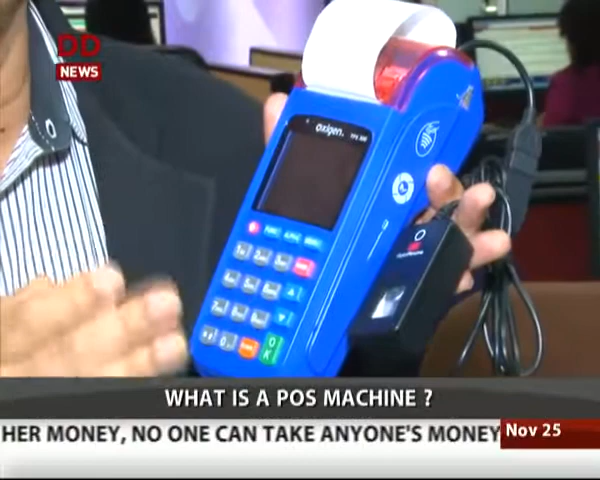 DD
NEWS
oxigen.
WHAT IS A POS MACHINE ?
HER MONEY, NO ONE CAN TAKE ANYONE'S MONEY
Nov 25